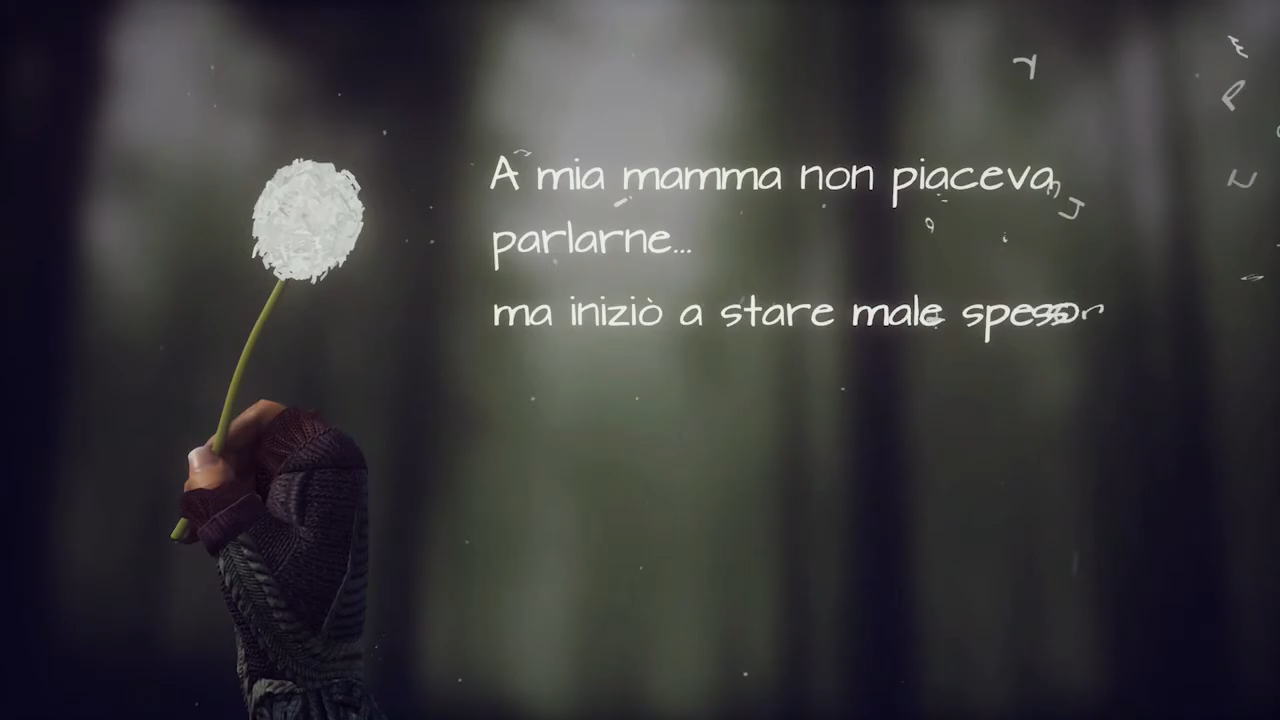 A mia mamma non piaceva
parlarne...
ma iniziò a stare male spesso